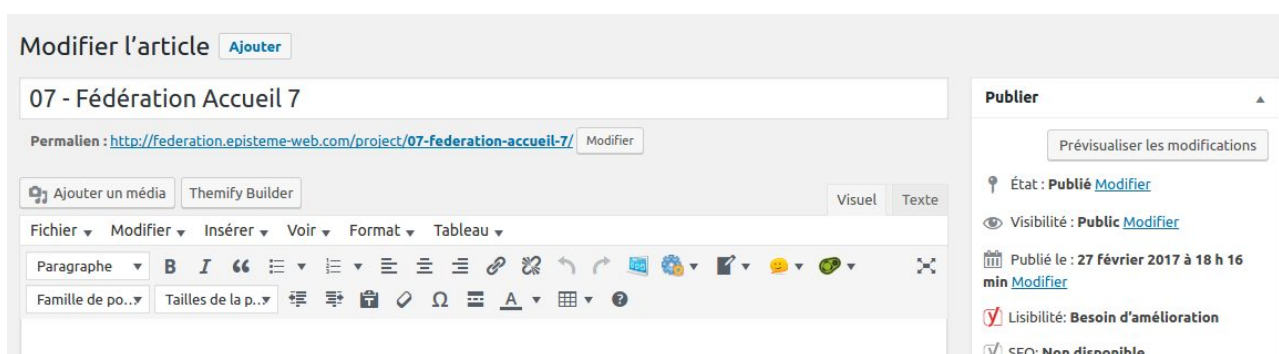 Modifier l'article Ajouter
07 - Fédération Accueil 7
Permalien : http://federation.episteme-web.com/project/07-federation-accueil-7/ Modifier
Ajouter un média Themify Builder
Visuel Texte
Fichier Modifier Insérer Voir Format Tableau
Paragraphe
Famille de po.. Tailles de la p..
Publier
Prévisualiser les modifications
État : Publié Modifier
Visibilité : Public Modifier
Publié le : 27 février 2017 à 18 h 16
min Modifier
Lisibilité: Besoin d'amélioration
SEO: Non disponible